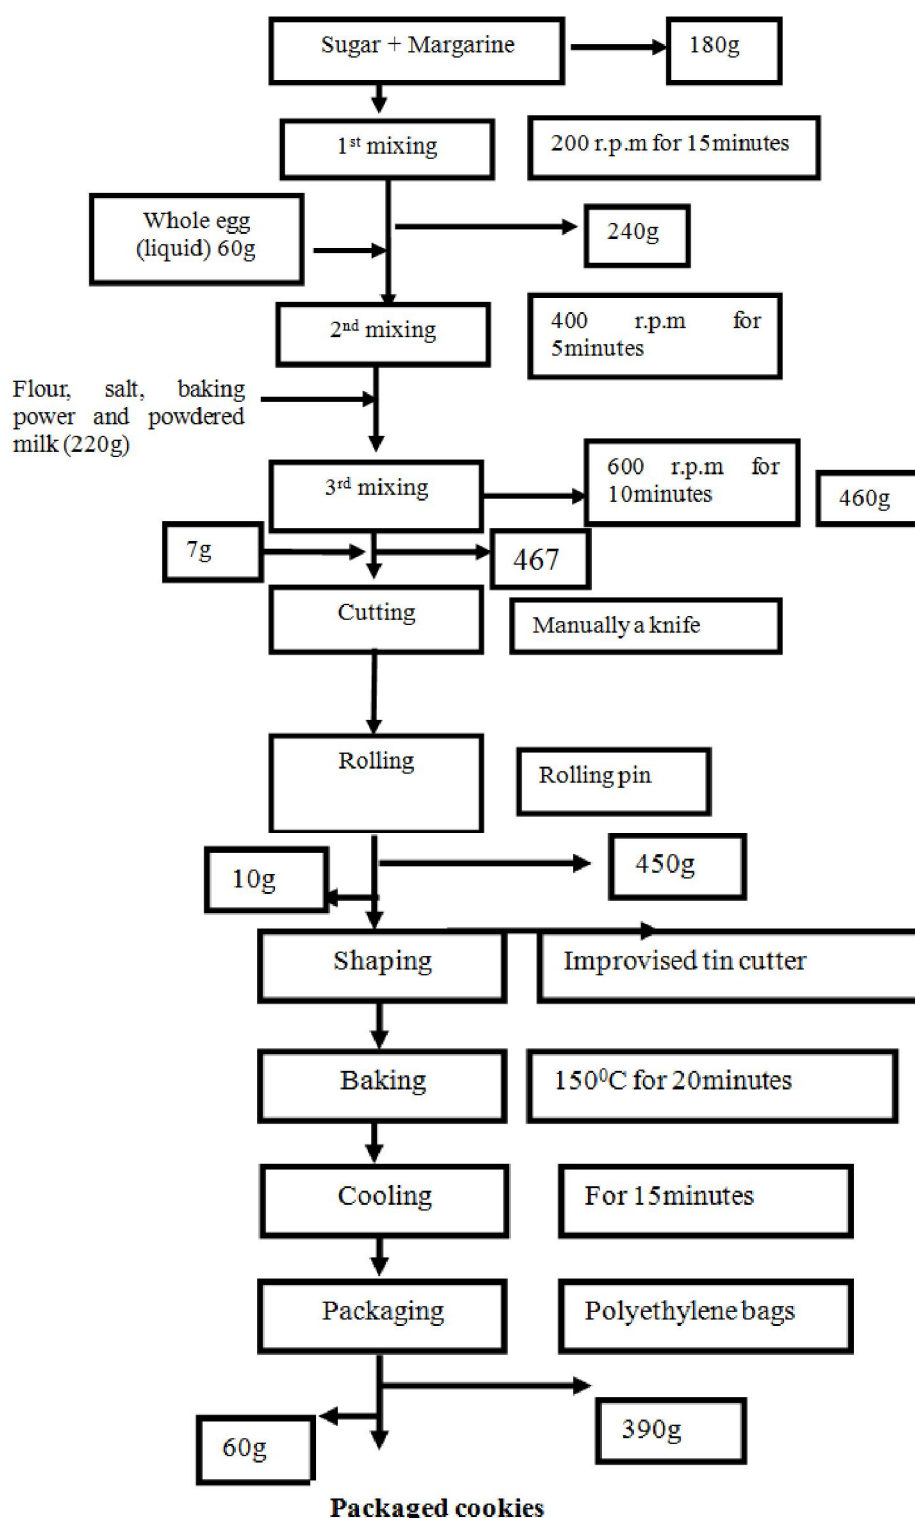 Sugar + Margarine
180g
1st mixing
200 r.p.m for 15minutes
Whole egg
(liquid) 60g
240g
2nd mixing
400 r.p.m for
5minutes
Flour, salt, baking
power and powdered
milk (220g)
3rd mixing
600 r.p.m for
10minutes
460g
7g
467
Cutting
Manually a knife
Rolling
Rolling pin
450g
10g
Shaping
Improvised tin cutter
Baking
150⁰C for 20minutes
Cooling
For 15minutes
Packaging
Polyethylene bags
390g
60g
Packaged cookies